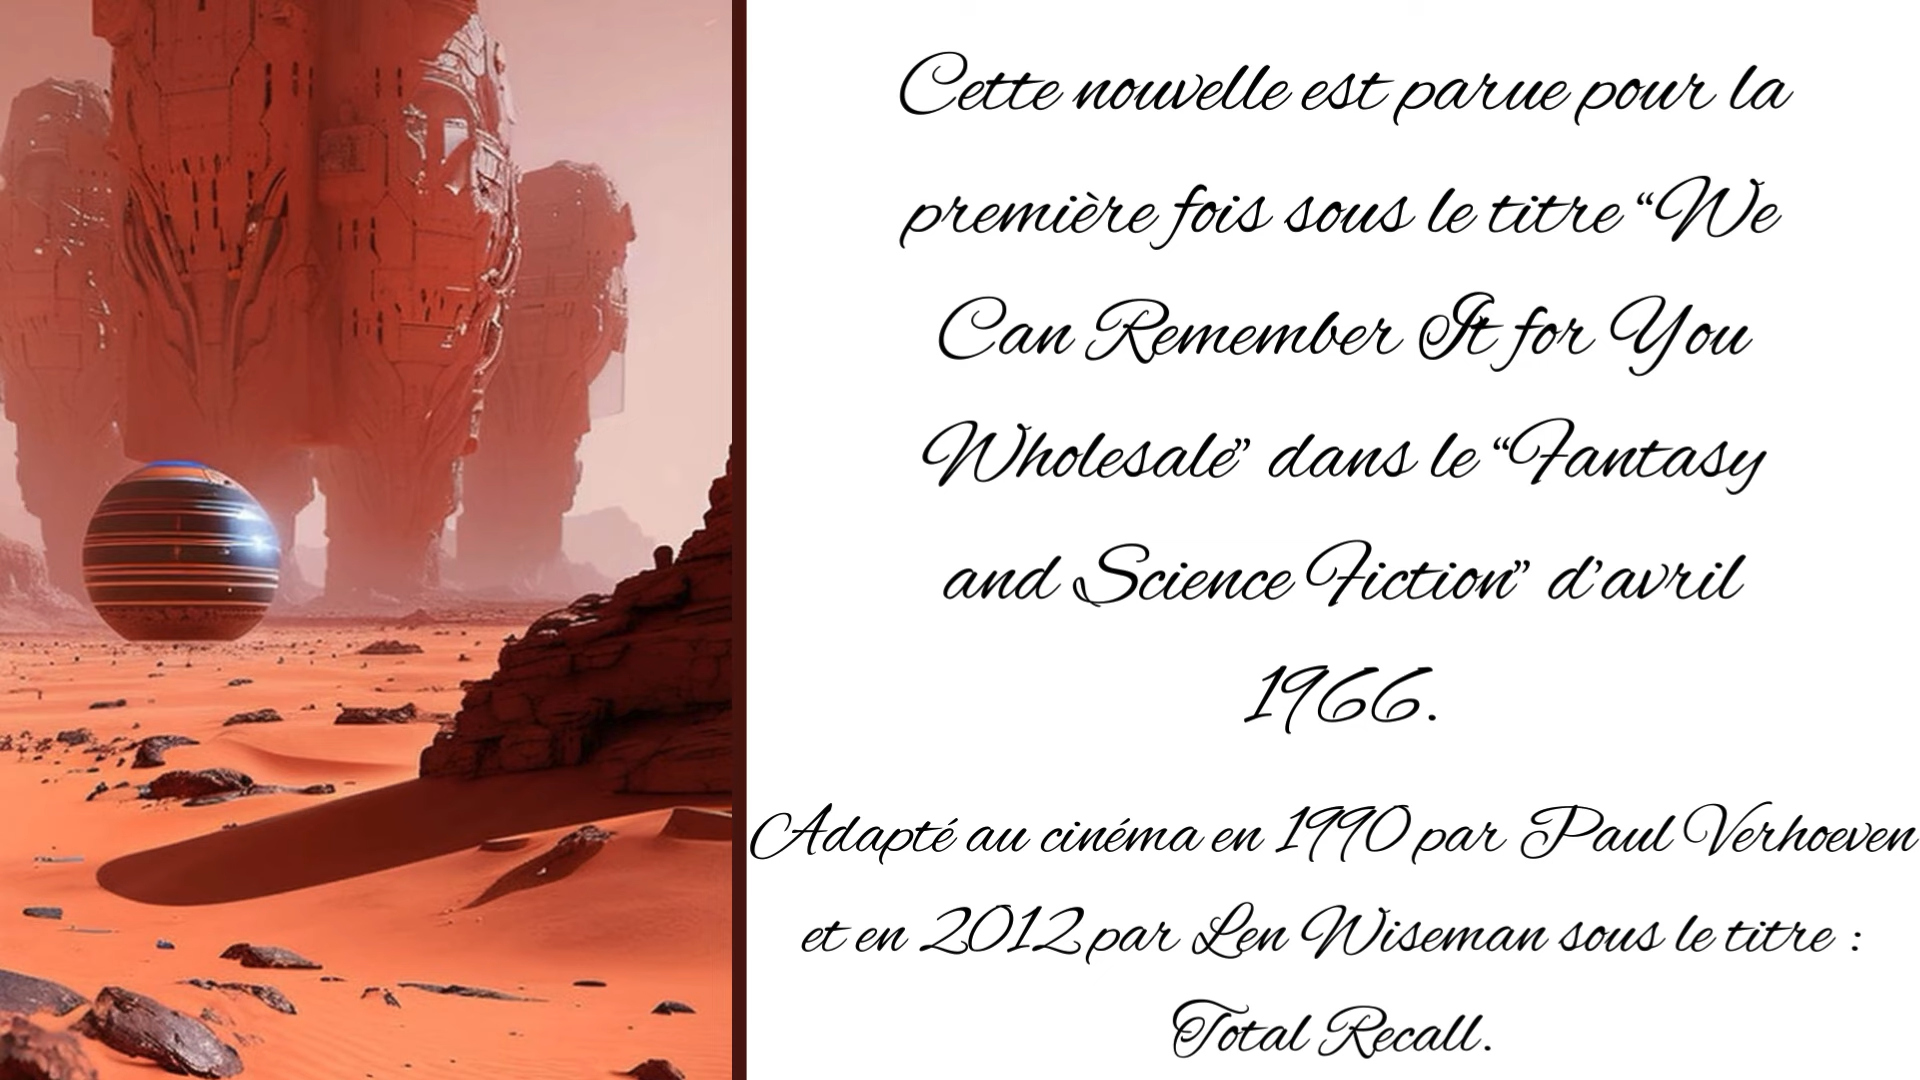 Cette nouvelle est parue pour la
première fois sous le titre “We
Can Remember It for You
Wholesale” dans le “Fantasy
and Science Fiction” d’avril
1966.
Adapté au cinéma en 1990 par Paul Verhoeven
et en 2012 par Len Wiseman sous le titre :
Total Recall.